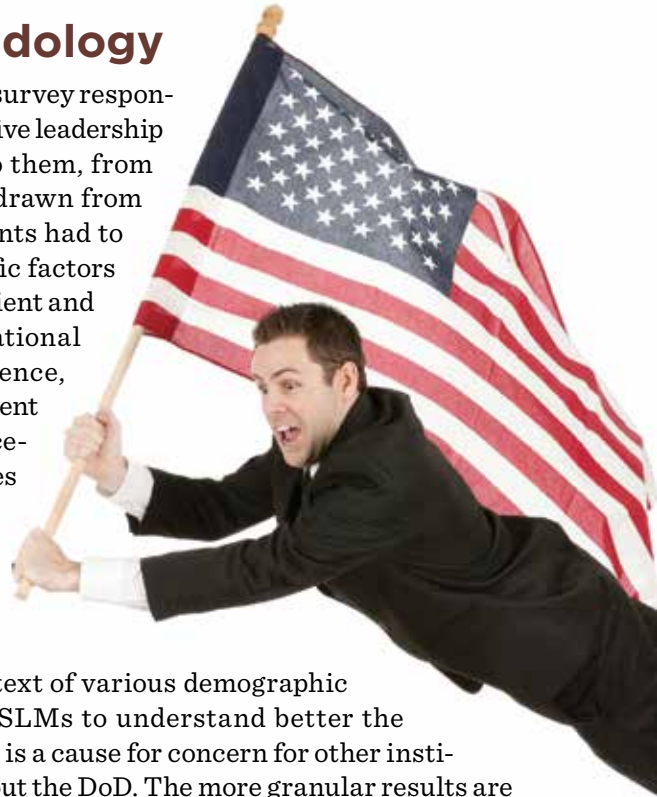 dology
survey respon-
ive leadership
o them, from
drawn from
nts had to
fic factors
ient and
ational
ence,
ent
ce-
es
text of various demographic
SLMs to understand better the
is a cause for concern for other insti-
out the DoD. The more granular results are